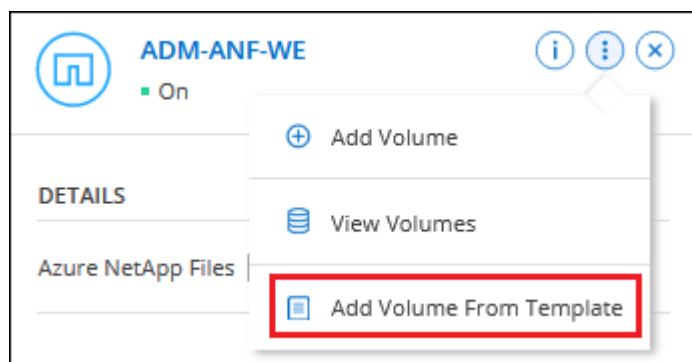 ADM-ANF-WE
On
Add Volume
DETAILS
View Volumes
Azure NetApp Files
Add Volume From Template